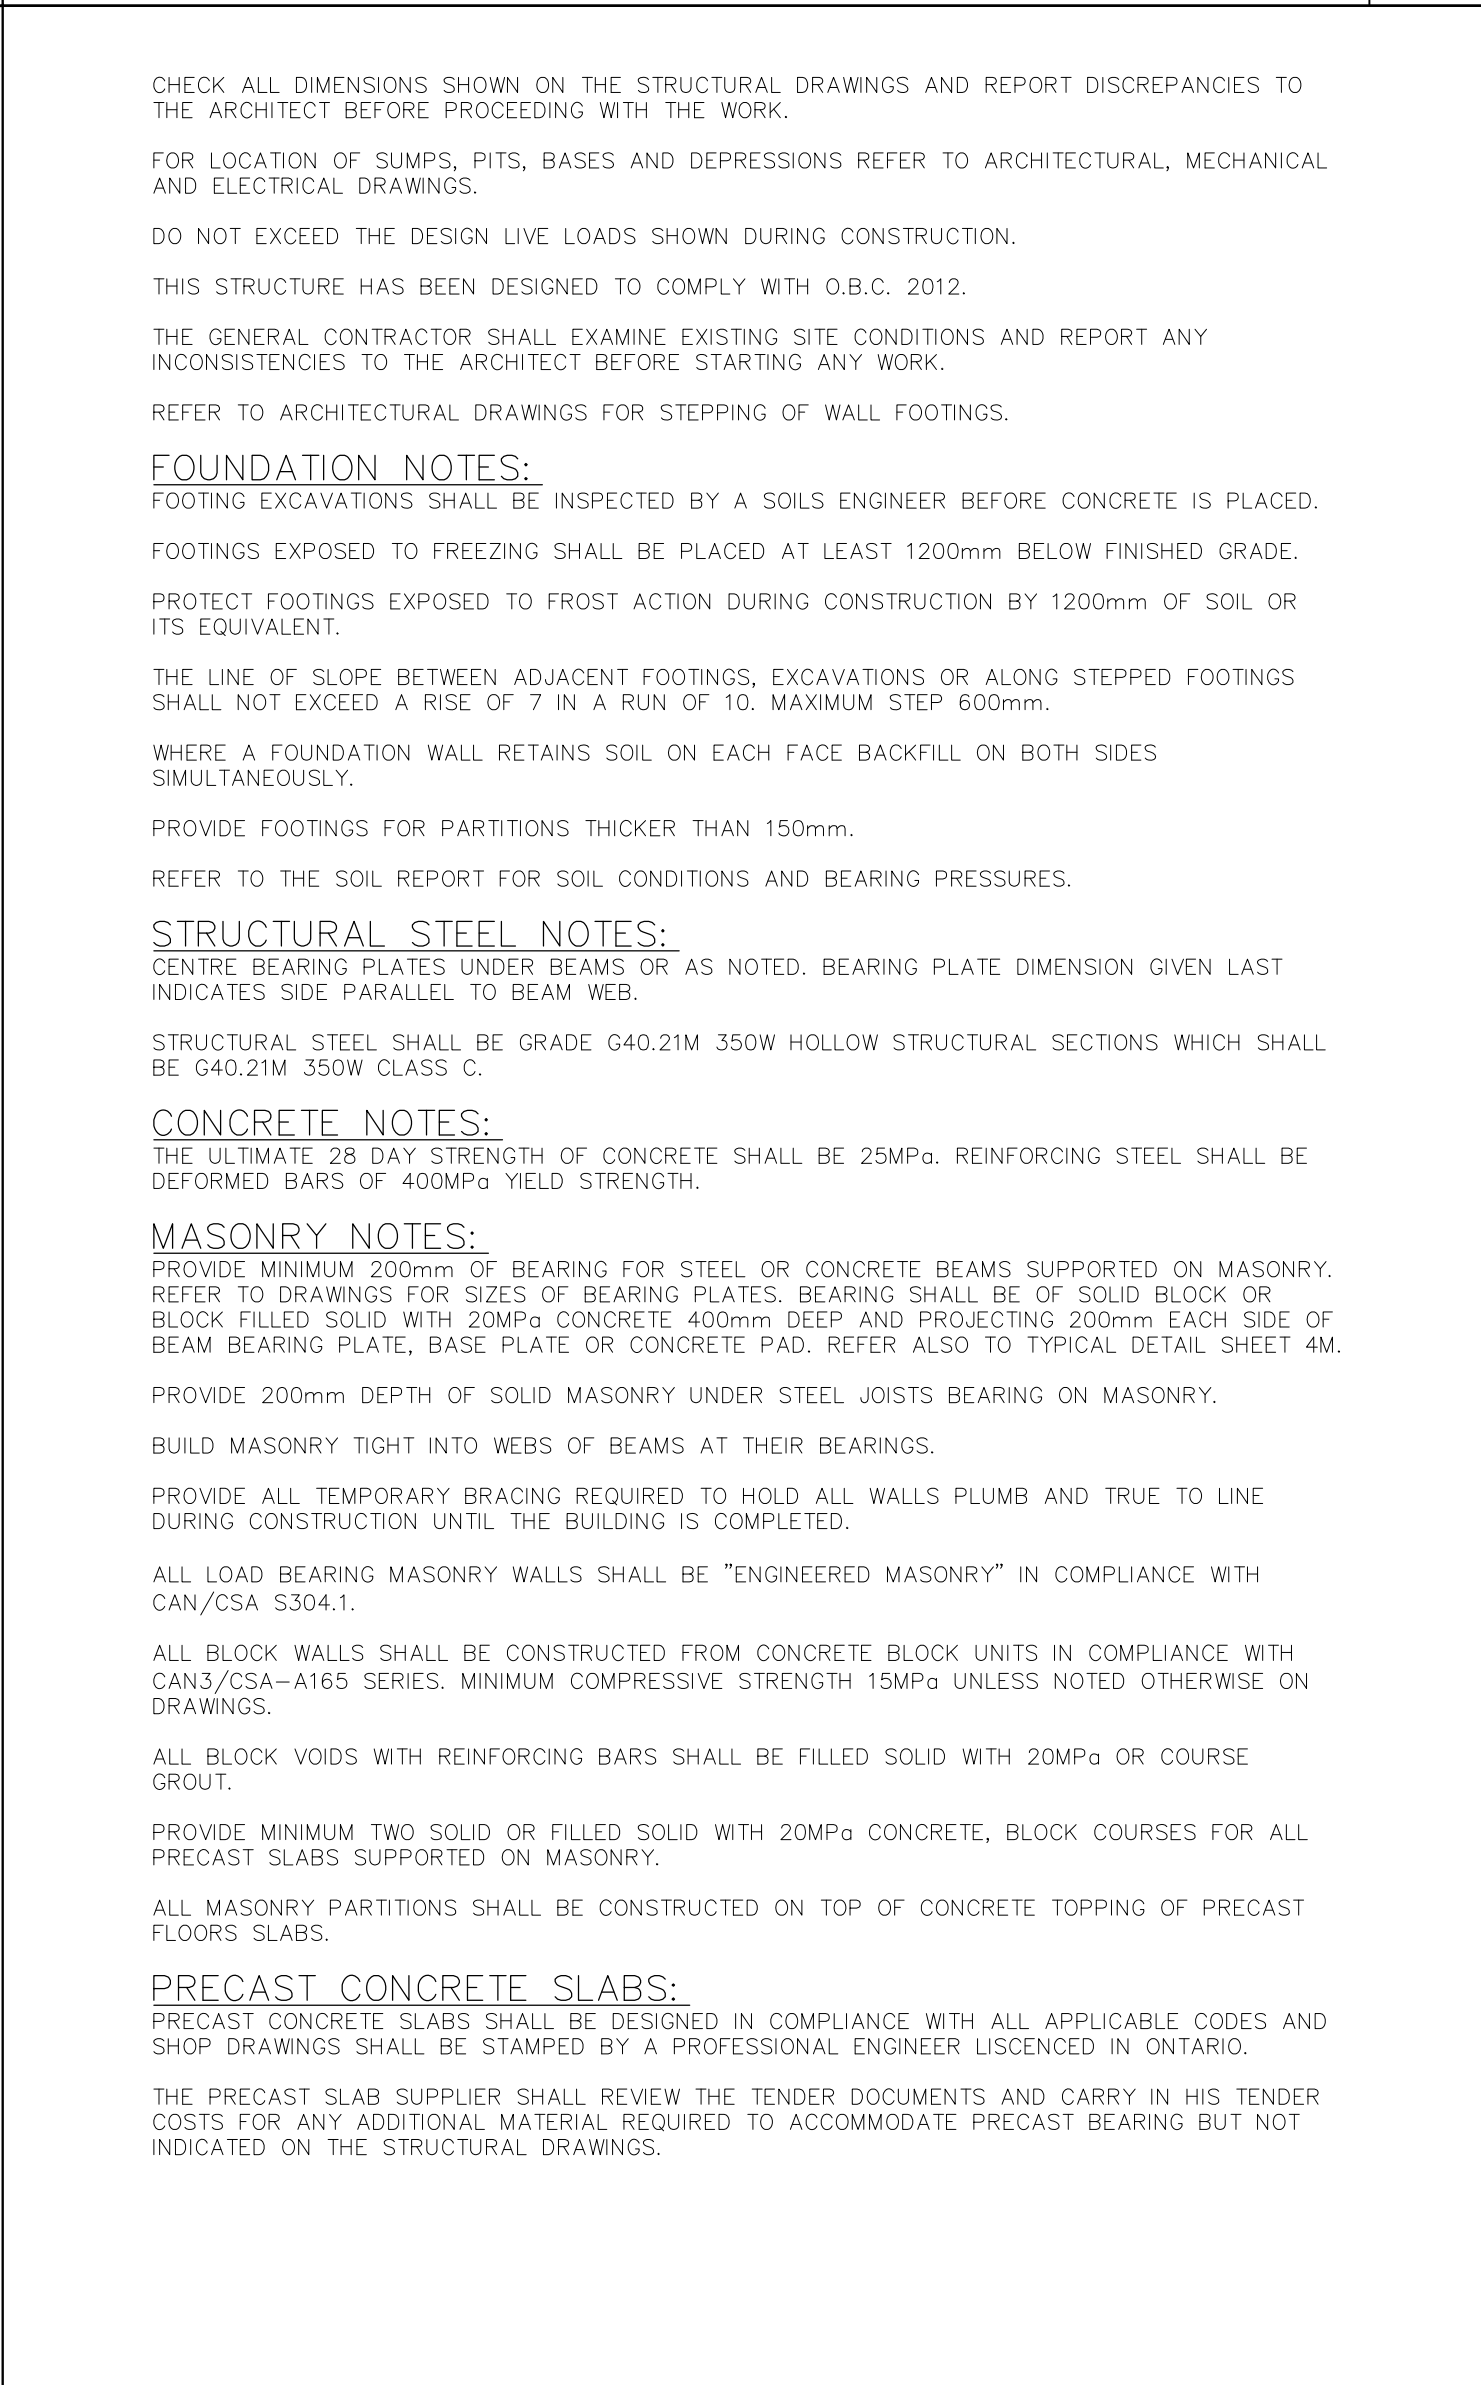 CHECK ALL DIMENSIONS SHOWN ON THE STRUCTURAL DRAWINGS AND REPORT DISCREPANCIES TO
THE ARCHITECT BEFORE PROCEEDING WITH THE WORK.
FOR LOCATION OF SUMPS, PITS, BASES AND DEPRESSIONS REFER TO ARCHITECTURAL, MECHANICAL
AND ELECTRICAL DRAWINGS.
DO NOT EXCEED THE DESIGN LIVE LOADS SHOWN DURING CONSTRUCTION.
THIS STRUCTURE HAS BEEN DESIGNED TO COMPLY WITH O.B.C. 2012.
THE GENERAL CONTRACTOR SHALL EXAMINE EXISTING SITE CONDITIONS AND REPORT ANY
INCONSISTENCIES TO THE ARCHITECT BEFORE STARTING ANY WORK.
REFER TO ARCHITECTURAL DRAWINGS FOR STEPPING OF WALL FOOTINGS.
FOUNDATION NOTES:
FOOTING EXCAVATIONS SHALL BE INSPECTED BY A SOILS ENGINEER BEFORE CONCRETE IS PLACED.
FOOTINGS EXPOSED TO FREEZING SHALL BE PLACED AT LEAST 1200mm BELOW FINISHED GRADE.
PROTECT FOOTINGS EXPOSED TO FROST ACTION DURING CONSTRUCTION BY 1200mm OF SOIL OR
ITS EQUIVALENT.
THE LINE OF SLOPE BETWEEN ADJACENT FOOTINGS, EXCAVATIONS OR ALONG STEPPED FOOTINGS
SHALL NOT EXCEED A RISE OF 7 IN A RUN OF 10. MAXIMUM STEP 600mm.
WHERE A FOUNDATION WALL RETAINS SOIL ON EACH FACE BACKFILL ON BOTH SIDES
SIMULTANEOUSLY.
PROVIDE FOOTINGS FOR PARTITIONS THICKER THAN 150mm.
REFER TO THE SOIL REPORT FOR SOIL CONDITIONS AND BEARING PRESSURES.
STRUCTURAL STEEL NOTES:
CENTRE BEARING PLATES UNDER BEAMS OR AS NOTED. BEARING PLATE DIMENSION GIVEN LAST
INDICATES SIDE PARALLEL TO BEAM WEB.
STRUCTURAL STEEL SHALL BE GRADE G40.21M 350W HOLLOW STRUCTURAL SECTIONS WHICH SHALL
BE G40.21M 350W CLASS C.
CONCRETE NOTES:
THE ULTIMATE 28 DAY STRENGTH OF CONCRETE SHALL BE 25MPa. REINFORCING STEEL SHALL BE
DEFORMED BARS OF 400MPa YIELD STRENGTH.
MASONRY NOTES:
PROVIDE MINIMUM 200mm OF BEARING FOR STEEL OR CONCRETE BEAMS SUPPORTED ON MASONRY.
REFER TO DRAWINGS FOR SIZES OF BEARING PLATES. BEARING SHALL BE OF SOLID BLOCK OR
BLOCK FILLED SOLID WITH 20MPa CONCRETE 400mm DEEP AND PROJECTING 200mm EACH SIDE OF
BEAM BEARING PLATE, BASE PLATE OR CONCRETE PAD. REFER ALSO TO TYPICAL DETAIL SHEET 4M.
PROVIDE 200mm DEPTH OF SOLID MASONRY UNDER STEEL JOISTS BEARING ON MASONRY.
BUILD MASONRY TIGHT INTO WEBS OF BEAMS AT THEIR BEARINGS.
PROVIDE ALL TEMPORARY BRACING REQUIRED TO HOLD ALL WALLS PLUMB AND TRUE TO LINE
DURING CONSTRUCTION UNTIL THE BUILDING IS COMPLETED.
ALL LOAD BEARING MASONRY WALLS SHALL BE "ENGINEERED MASONRY" IN COMPLIANCE WITH
CAN/CSA S304.1.
ALL BLOCK WALLS SHALL BE CONSTRUCTED FROM CONCRETE BLOCK UNITS IN COMPLIANCE WITH
CAN3/CSA-A165 SERIES. MINIMUM COMPRESSIVE STRENGTH 15MPa UNLESS NOTED OTHERWISE ON
DRAWINGS.
ALL BLOCK VOIDS WITH REINFORCING BARS SHALL BE FILLED SOLID WITH 20MPa OR COURSE
GROUT.
PROVIDE MINIMUM TWO SOLID OR FILLED SOLID WITH 20MPa CONCRETE, BLOCK COURSES FOR ALL
PRECAST SLABS SUPPORTED ON MASONRY.
ALL MASONRY PARTITIONS SHALL BE CONSTRUCTED ON TOP OF CONCRETE TOPPING OF PRECAST
FLOORS SLABS.
PRECAST CONCRETE SLABS:
PRECAST CONCRETE SLABS SHALL BE DESIGNED IN COMPLIANCE WITH ALL APPLICABLE CODES AND
SHOP DRAWINGS SHALL BE STAMPED BY A PROFESSIONAL ENGINEER LISCENCED IN ONTARIO.
THE PRECAST SLAB SUPPLIER SHALL REVIEW THE TENDER DOCUMENTS AND CARRY IN HIS TENDER
COSTS FOR ANY ADDITIONAL MATERIAL REQUIRED TO ACCOMMODATE PRECAST BEARING BUT NOT
INDICATED ON THE STRUCTURAL DRAWINGS.